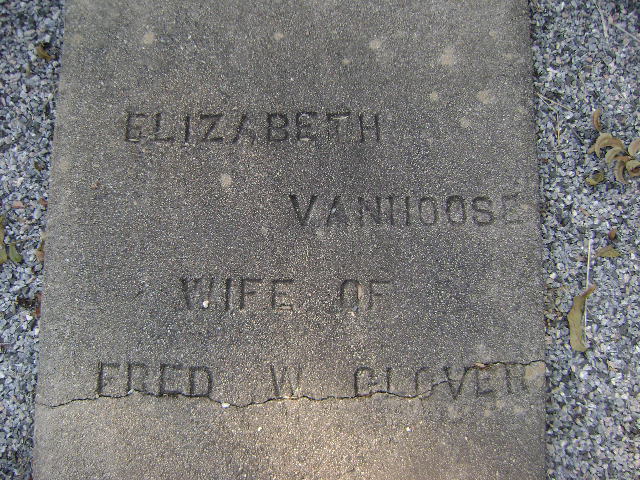 ELIZABETH
VANHOOSE
WIFE OF
FRED W GLOVER